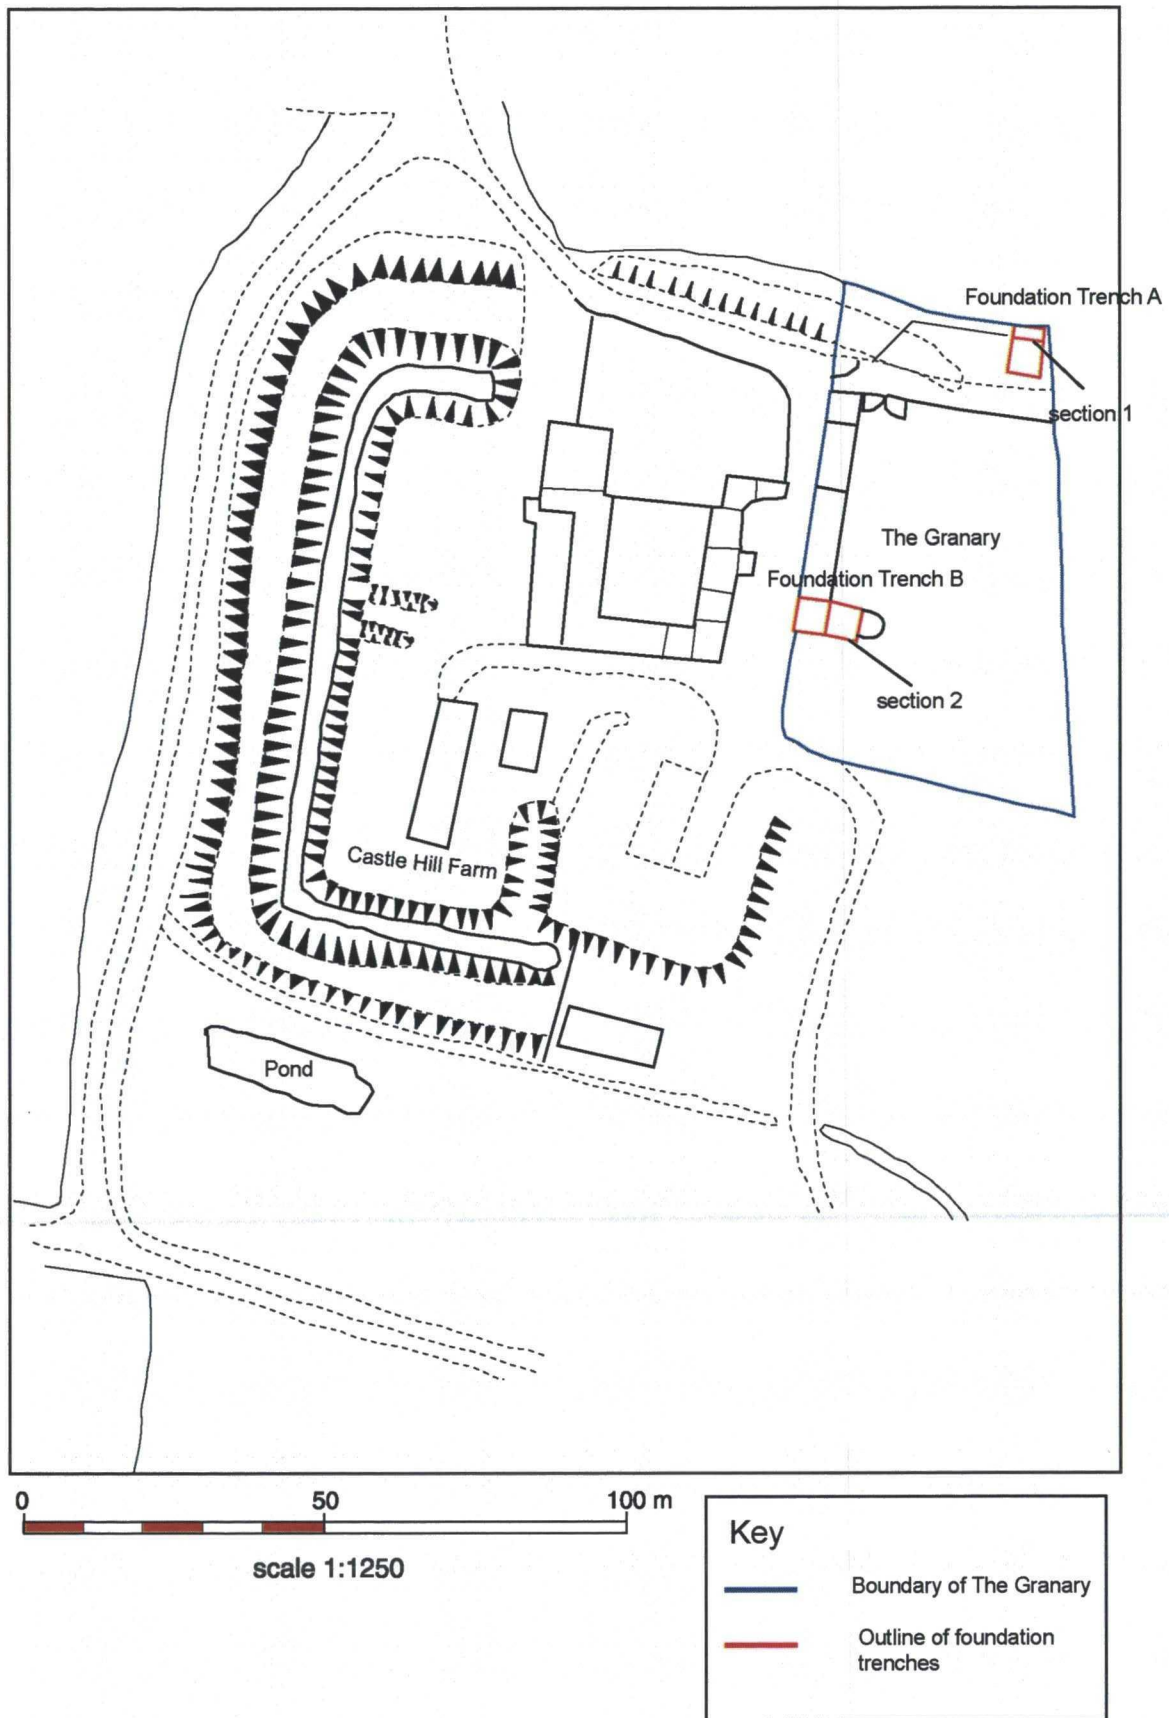 Foundation Trench A
section 1
The Granary
Foundation Trench B
section 2
Castle Hill Farm
Pond
0 50 100 m
scale 1:1250
Key
Boundary of The Granary
Outline of foundation
trenches